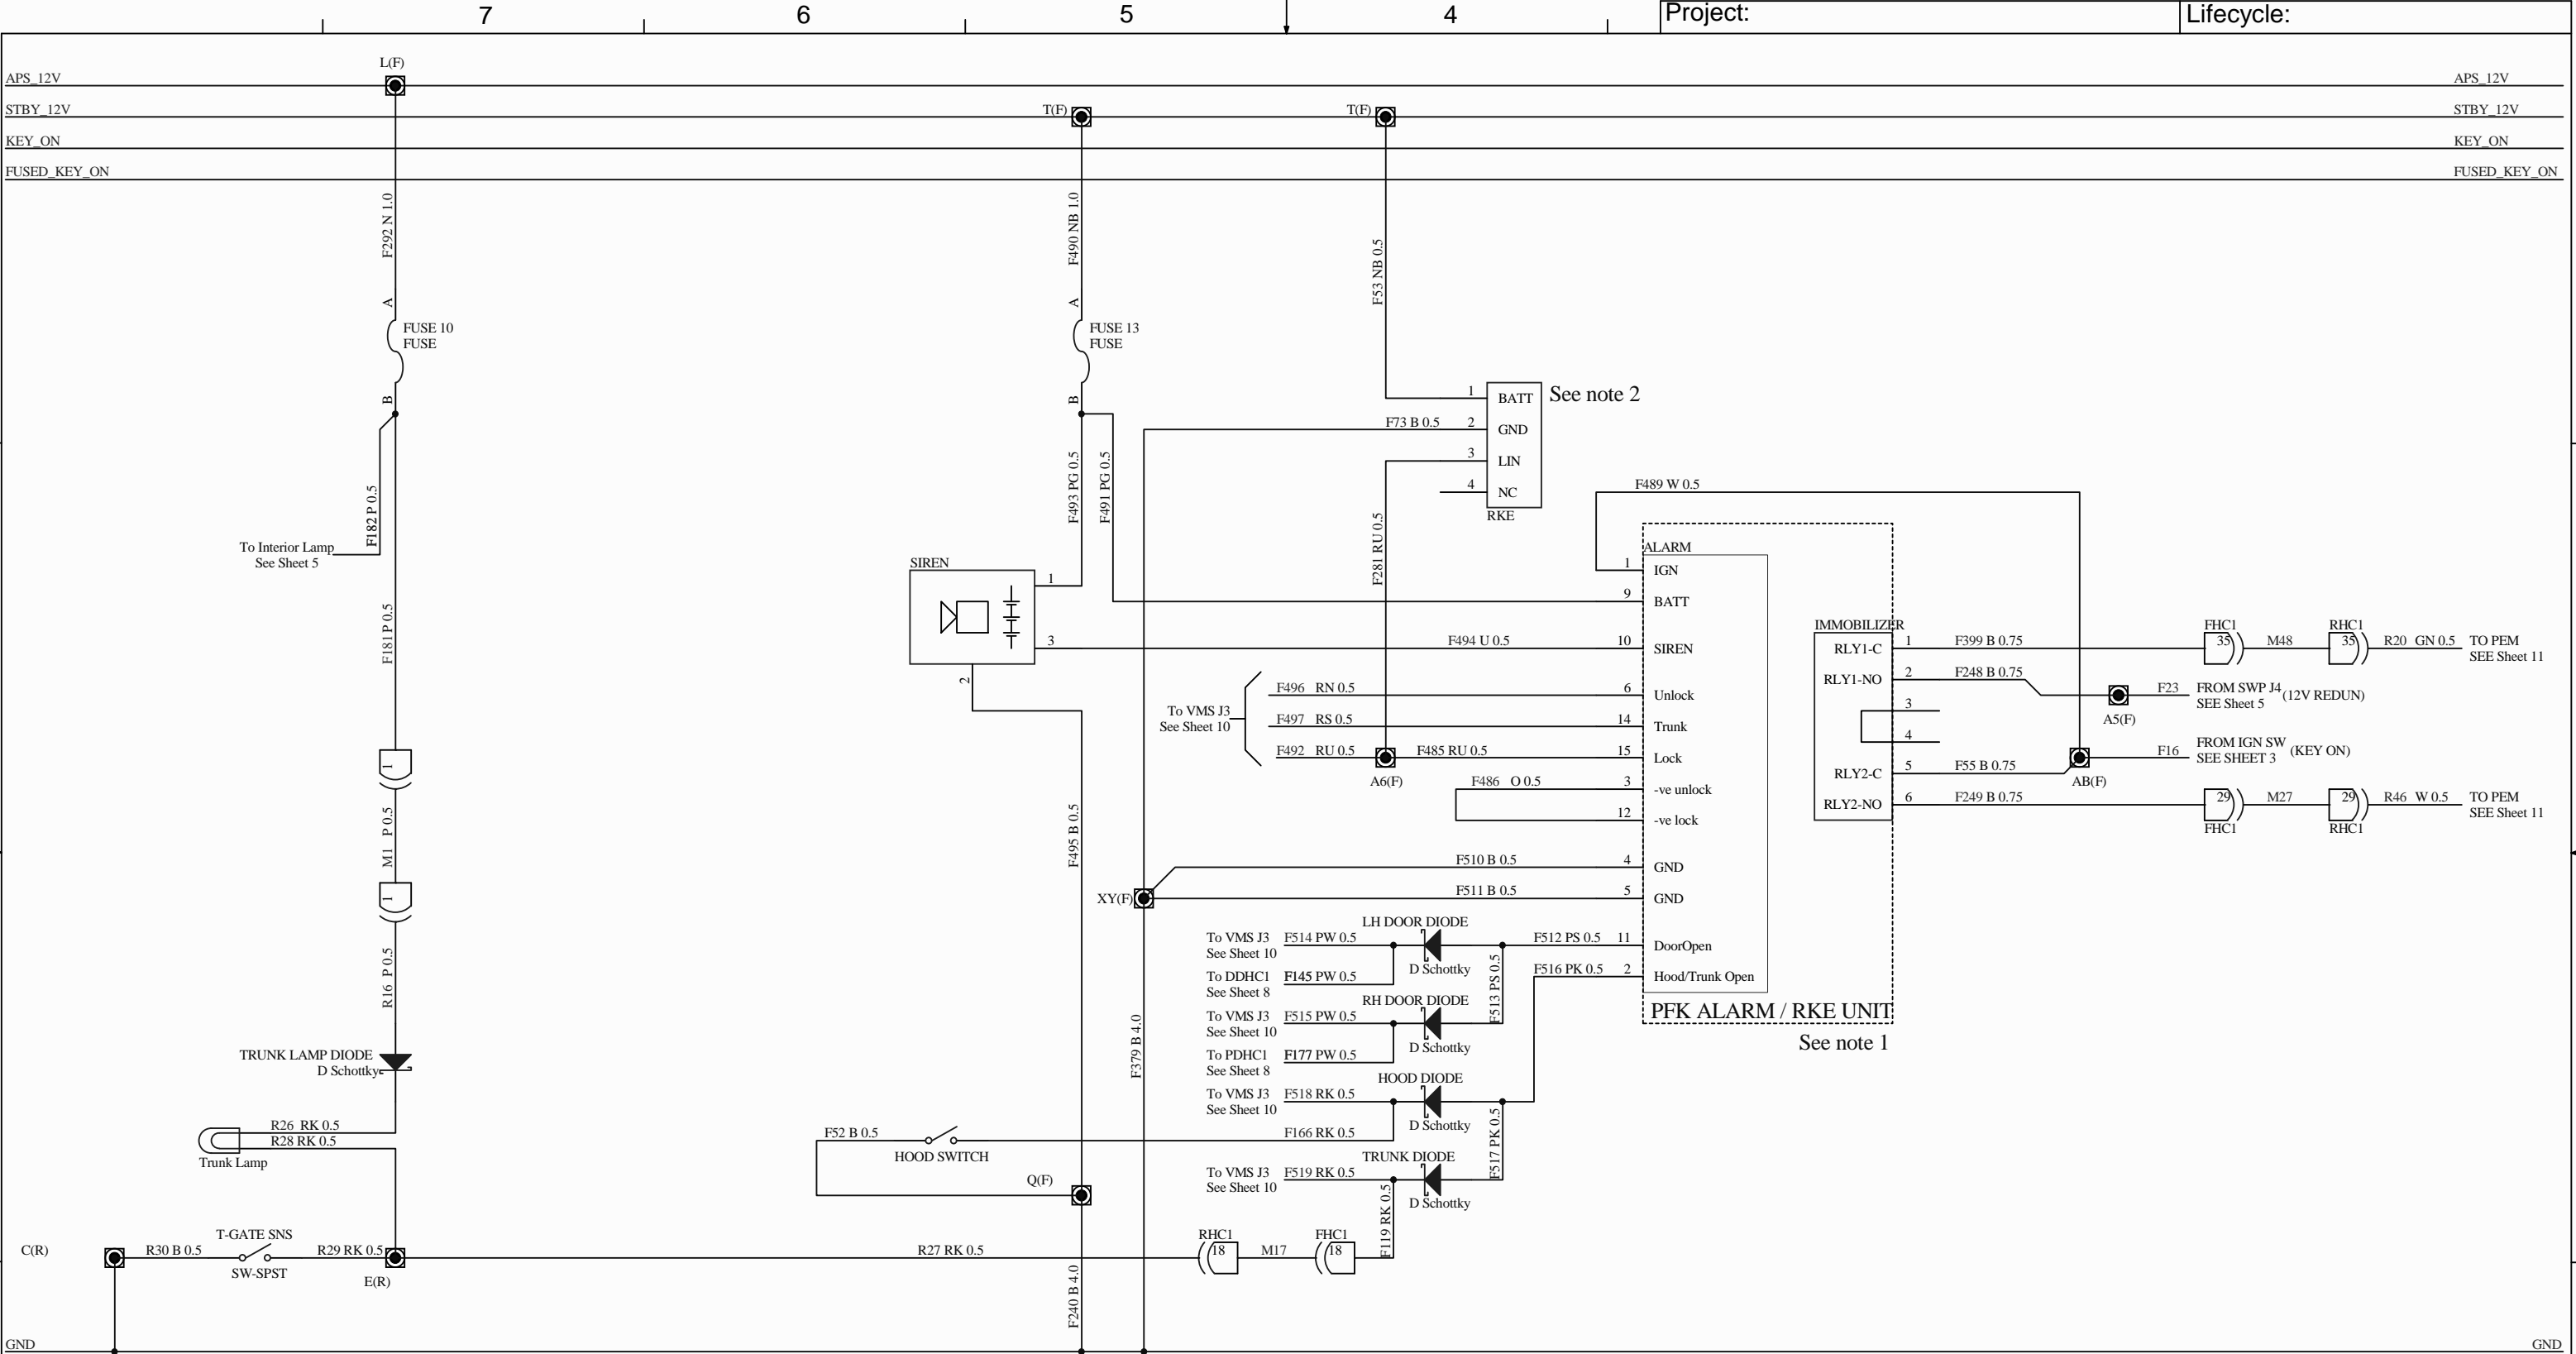 7
6
5
4
Project:
Lifecycle:
L(F)
APS_12V
APS_12V
STBY_12V
T(F)
T(F)
STBY_12V
KEY_ON
KEY_ON
FUSED_KEY_ON
FUSED_KEY_ON
F292 N 1.0
F490 NB 1.0
F53 NB 0.5
A
A
FUSE 10
FUSE
FUSE 13
FUSE
B
B
1
BATT
See note 2
F73 B 0.5
2
GND
3
LIN
4
NC
RKE
F182 P 0.5
F493 PG 0.5
F491 PG 0.5
F281 RU 0.5
F489 W 0.5
To Interior Lamp
See Sheet 5
SIREN
1
3
2
ALARM
1
IGN
9
BATT
F181 P 0.5
F494 U 0.5
10
SIREN
IMMOBILIZER
RLY1-C
1
F399 B 0.75
FHC1
35
M48
RHC1
35
R20 GN 0.5
TO PEM
SEE Sheet 11
RLY1-NO
2
F248 B 0.75
A5(F)
F23
FROM SWP J4
SEE Sheet 5
(12V REDUN)
3
4
To VMS J3
See Sheet 10
F496 RN 0.5
6
Unlock
F497 RS 0.5
14
Trunk
F492 RU 0.5
A6(F)
F485 RU 0.5
15
Lock
F16
FROM IGN SW
SEE SHEET 3
(KEY ON)
AB(F)
RLY2-C
5
F55 B 0.75
RLY2-NO
6
F249 B 0.75
29
FHC1
M27
29
RHC1
R46 W 0.5
TO PEM
SEE Sheet 11
F486 O 0.5
3
-ve unlock
12
-ve lock
1
M1 P 0.5
1
F495 B 0.5
F510 B 0.5
4
GND
XY(F)
F511 B 0.5
5
GND
R16 P 0.5
LH DOOR DIODE
To VMS J3
See Sheet 10
F514 PW 0.5
D Schottky
F512 PS 0.5
11
DoorOpen
To DDHC1
See Sheet 8
F145 PW 0.5
F513 PS 0.5
F516 PK 0.5
2
Hood/Trunk Open
RH DOOR DIODE
To VMS J3
See Sheet 10
F515 PW 0.5
D Schottky
PFK ALARM / RKE UNIT
See note 1
To PDHC1
See Sheet 8
F177 PW 0.5
F379 B 4.0
TRUNK LAMP DIODE
D Schottky
HOOD DIODE
To VMS J3
See Sheet 10
F518 RK 0.5
D Schottky
R26 RK 0.5
R28 RK 0.5
Trunk Lamp
F52 B 0.5
HOOD SWITCH
F166 RK 0.5
F517 PK 0.5
TRUNK DIODE
To VMS J3
See Sheet 10
F519 RK 0.5
D Schottky
Q(F)
F119 RK 0.5
C(R)
R30 B 0.5
T-GATE SNS
SW-SPST
R29 RK 0.5
E(R)
R27 RK 0.5
RHC1
18
M17
FHC1
18
F240 B 4.0
GND
GND